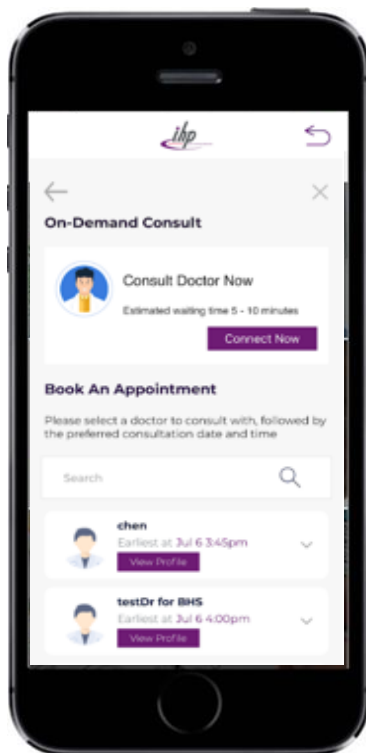 ihp
On-Demand Consult
Consult Doctor Now
Estimated waiting time 5 - 10 minutes
Connect Now
Book An Appointment
Please select a doctor to consult with, followed by
the preferred consultation date and time
Search
chen
Earliest at Jul 6 3:45pm
View Profile
testDr for BHS
Earliest at Jul 6 4:00pm
View Profile